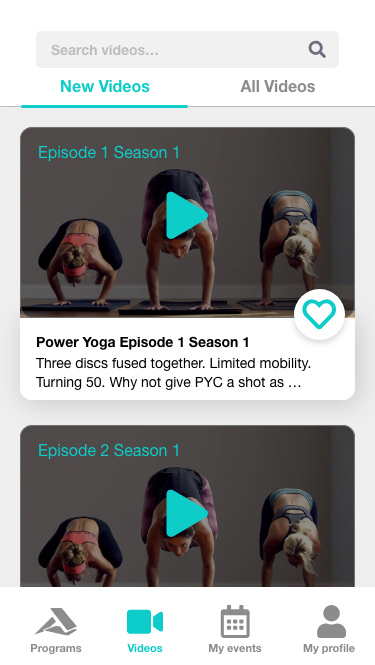 Search videos...
New Videos
All Videos
Episode 1 Season 1
Power Yoga Episode 1 Season 1
Three discs fused together. Limited mobility.
Turning 50. Why not give PYC a shot as ...
Episode 2 Season 1
Programs
Videos
My events
My profile